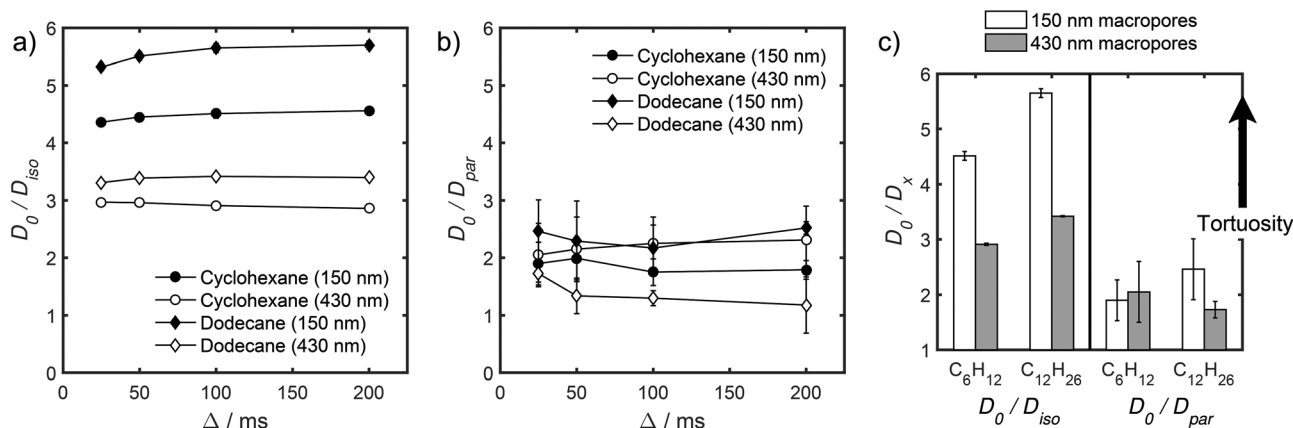 a)
D0 / Diso
6
5
4
3
2
1
0
Cyclohexane (150 nm)
Cyclohexane (430 nm)
Dodecane (150 nm)
Dodecane (430 nm)
0 50 100 150 200
Δ / ms
b)
D0 / Dpar
6
5
4
3
2
1
0
Cyclohexane (150 nm)
Cyclohexane (430 nm)
Dodecane (150 nm)
Dodecane (430 nm)
0 50 100 150 200
Δ / ms
c)
150 nm macropores
430 nm macropores
D0 / Dx
6
5
4
3
2
1
Tortuosity
C6H12 C12H26 C6H12 C12H26
D0 / Diso D0 / Dpar